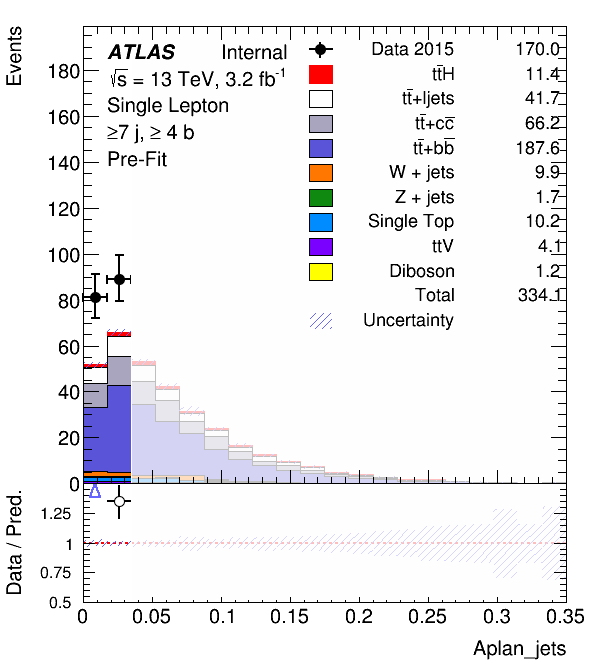 Events
ATLAS Internal
√s = 13 TeV, 3.2 fb⁻¹
Single Lepton
≥7 j, ≥ 4 b
Pre-Fit
Data 2015 170.0
tt̄H 11.4
tt̄+ljets 41.7
tt̄+cc̄ 66.2
tt̄+bb̄ 187.6
W + jets 9.9
Z + jets 1.7
Single Top 10.2
ttV 4.1
Diboson 1.2
Total 334.1
Uncertainty
180
160
140
120
100
80
60
40
20
0
Data / Pred.
1.25
1
0.75
0.5
0 0.05 0.1 0.15 0.2 0.25 0.3 0.35
Aplan_jets